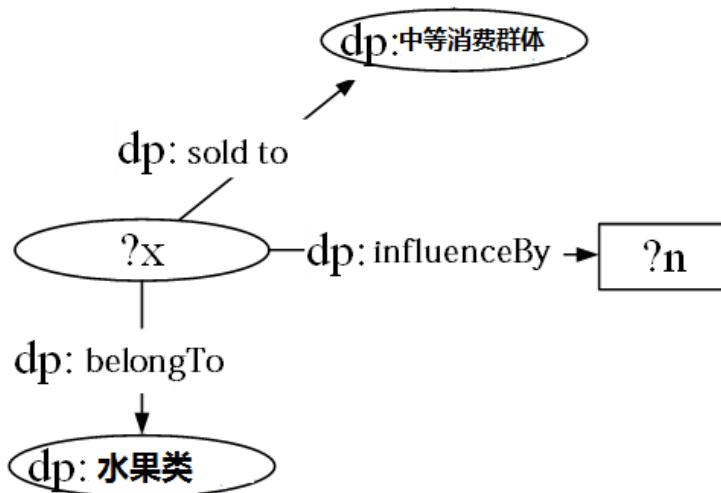 dp:中等消费群体
dp: sold to
?x
dp: influenceBy
?n
dp: belongTo
dp: 水果类